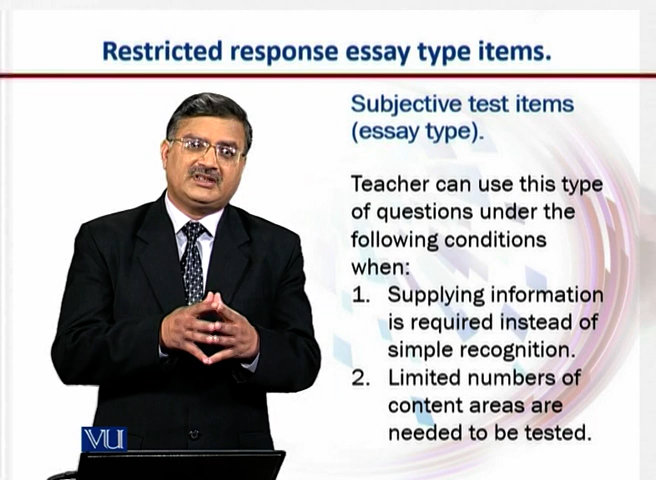 Restricted response essay type items.
Subjective test items
(essay type).
Teacher can use this type
of questions under the
following conditions
when:
1. Supplying information
is required instead of
simple recognition.
2. Limited numbers of
content areas are
needed to be tested.
VU